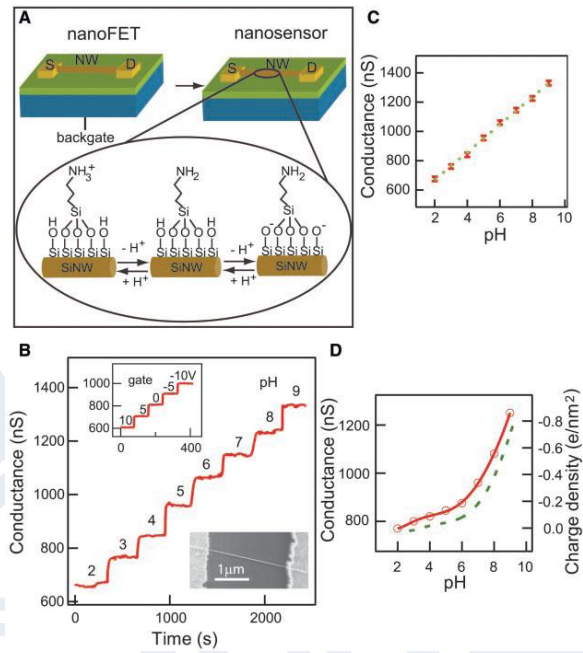 A
nanoFET
nanosensor
S NW D
S NW D
backgate
NH3+
NH2
NH2
Si
Si
Si
H H
O O O O O
H H
O O O O O
O- O O O O-
Si Si Si Si Si
Si Si Si Si Si
Si Si Si Si Si
- H+
- H+
SiNW
SiNW
SiNW
+ H+
+ H+
C
Conductance (nS)
1400
1200
1000
800
600
0 2 4 6 8 10
pH
B
Conductance (nS)
1400
1200
1000
800
600
gate
-10V
-5
0
5
10
1000
800
600
0 200 400
pH
2
3
4
5
6
7
8
9
1μm
0 1000 2000
Time (s)
D
Conductance (nS)
1200
1000
800
-0.8
-0.6
-0.4
-0.2
0.0
Charge density (e/nm²)
2 4 6 8 10
pH